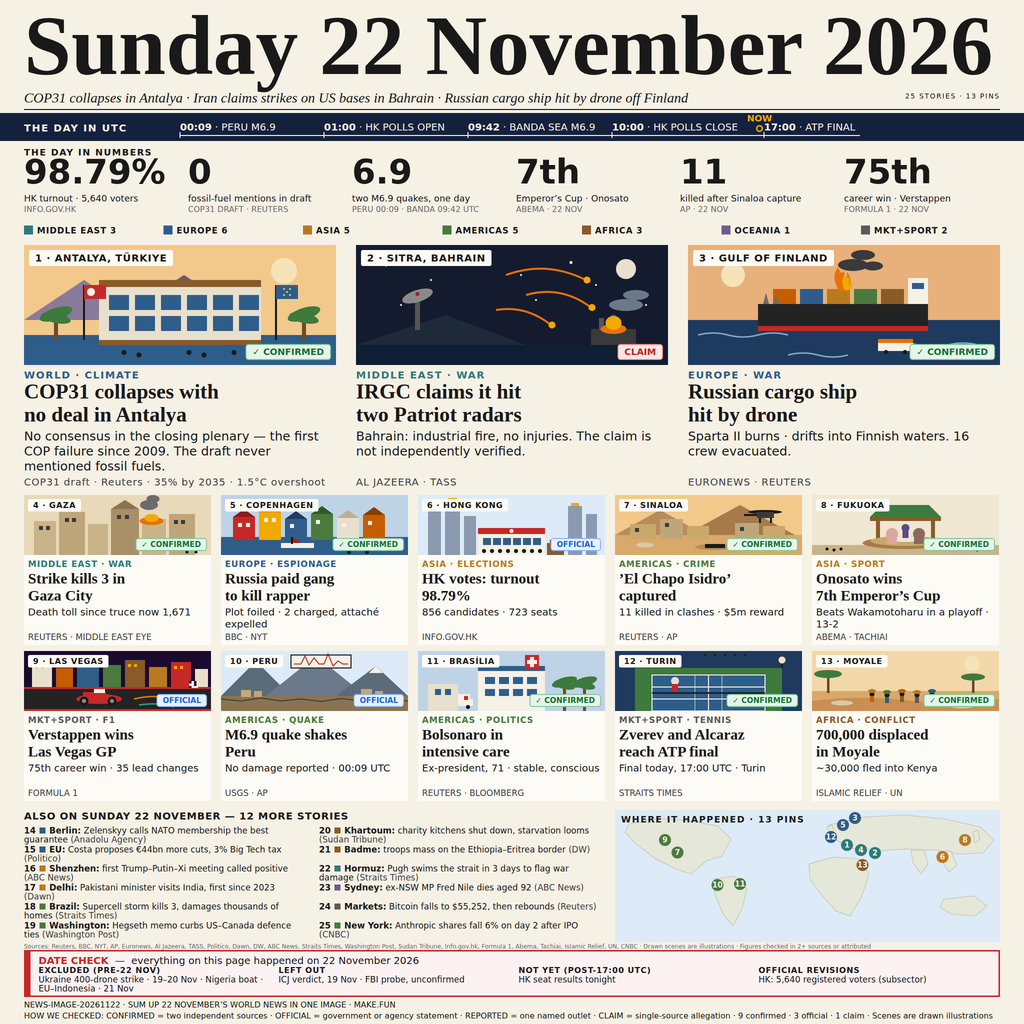 Sunday 22 November 2026
COP31 collapses in Antalya · Iran claims strikes on US bases in Bahrain · Russian cargo ship hit by drone off Finland
25 STORIES · 13 PINS
THE DAY IN UTC
00:09 · PERU M6.9
01:00 · HK POLLS OPEN
09:42 · BANDA SEA M6.9
10:00 · HK POLLS CLOSE
NOW
17:00 · ATP FINAL
THE DAY IN NUMBERS
98.79%
HK turnout · 5,640 voters
INFO.GOV.HK
0
fossil-fuel mentions in draft
COP31 DRAFT · REUTERS
6.9
two M6.9 quakes, one day
PERU 00:09 · BANDA 09:42 UTC
7th
Emperor's Cup · Onosato
ABEMA · 22 NOV
11
killed after Sinaloa capture
AP · 22 NOV
75th
career win · Verstappen
FORMULA 1 · 22 NOV
MIDDLE EAST 3
EUROPE 6
ASIA 5
AMERICAS 5
AFRICA 3
OCEANIA 1
MKT+SPORT 2
1 · ANTALYA, TÜRKIYE
✓ CONFIRMED
WORLD · CLIMATE
COP31 collapses with
no deal in Antalya
No consensus in the closing plenary — the first
COP failure since 2009. The draft never
mentioned fossil fuels.
COP31 draft · Reuters · 35% by 2035 · 1.5°C overshoot
2 · SITRA, BAHRAIN
CLAIM
MIDDLE EAST · WAR
IRGC claims it hit
two Patriot radars
Bahrain: industrial fire, no injuries. The claim is
not independently verified.
AL JAZEERA · TASS
3 · GULF OF FINLAND
✓ CONFIRMED
EUROPE · WAR
Russian cargo ship
hit by drone
Sparta II burns · drifts into Finnish waters. 16
crew evacuated.
EURONEWS · REUTERS
4 · GAZA
✓ CONFIRMED
MIDDLE EAST · WAR
Strike kills 3 in
Gaza City
Death toll since truce now 1,671
REUTERS · MIDDLE EAST EYE
5 · COPENHAGEN
✓ CONFIRMED
EUROPE · ESPIONAGE
Russia paid gang
to kill rapper
Plot foiled · 2 charged, attaché
expelled
BBC · NYT
6 · HONG KONG
OFFICIAL
ASIA · ELECTIONS
HK votes: turnout
98.79%
856 candidates · 723 seats
INFO.GOV.HK
7 · SINALOA
✓ CONFIRMED
AMERICAS · CRIME
’El Chapo Isidro’
captured
11 killed in clashes · $5m reward
REUTERS · AP
8 · FUKUOKA
✓ CONFIRMED
ASIA · SPORT
Onosato wins
7th Emperor’s Cup
Beats Wakamotoharu in a playoff ·
13-2
ABEMA · TACHIAI
9 · LAS VEGAS
OFFICIAL
MKT+SPORT · F1
Verstappen wins
Las Vegas GP
75th career win · 35 lead changes
FORMULA 1
10 · PERU
OFFICIAL
AMERICAS · QUAKE
M6.9 quake shakes
Peru
No damage reported · 00:09 UTC
USGS · AP
11 · BRASÍLIA
✓ CONFIRMED
AMERICAS · POLITICS
Bolsonaro in
intensive care
Ex-president, 71 · stable, conscious
REUTERS · BLOOMBERG
12 · TURIN
✓ CONFIRMED
MKT+SPORT · TENNIS
Zverev and Alcaraz
reach ATP final
Final today, 17:00 UTC · Turin
STRAITS TIMES
13 · MOYALE
✓ CONFIRMED
AFRICA · CONFLICT
700,000 displaced
in Moyale
~30,000 fled into Kenya
ISLAMIC RELIEF · UN
ALSO ON SUNDAY 22 NOVEMBER — 12 MORE STORIES
14 Berlin: Zelenskyy calls NATO membership the best
guarantee (Anadolu Agency)
15 EU: Costa proposes €44bn more cuts, 3% Big Tech tax
(Politico)
16 Shenzhen: first Trump–Putin–Xi meeting called positive
(ABC News)
17 Delhi: Pakistani minister visits India, first since 2023
(Dawn)
18 Brazil: Supercell storm kills 3, damages thousands of
homes (Straits Times)
19 Washington: Hegseth memo curbs US–Canada defence
ties (Washington Post)
20 Khartoum: charity kitchens shut down, starvation looms
(Sudan Tribune)
21 Badme: troops mass on the Ethiopia–Eritrea border (DW)
22 Hormuz: Pugh swims the strait in 3 days to flag war
damage (Straits Times)
23 Sydney: ex-NSW MP Fred Nile dies aged 92 (ABC News)
24 Markets: Bitcoin falls to $55,252, then rebounds (Reuters)
25 New York: Anthropic shares fall 6% on day 2 after IPO
(CNBC)
WHERE IT HAPPENED · 13 PINS
3
5
12
9
7
1
4
2
8
6
13
10
11
Sources: Reuters, BBC, NYT, AP, Euronews, Al Jazeera, TASS, Politico, Dawn, DW, ABC News, Straits Times, Washington Post, Sudan Tribune, Info.gov.hk, Formula 1, Abema, Tachiai, Islamic Relief, UN, CNBC · Drawn scenes are illustrations · Figures checked in 2+ sources or attributed
DATE CHECK — everything on this page happened on 22 November 2026
EXCLUDED (PRE-22 NOV)
Ukraine 400-drone strike · 19–20 Nov · Nigeria boat ·
EU–Indonesia · 21 Nov
LEFT OUT
ICJ verdict, 19 Nov · FBI probe, unconfirmed
NOT YET (POST-17:00 UTC)
HK seat results tonight
OFFICIAL REVISIONS
HK: 5,640 registered voters (subsector)
NEWS-IMAGE-20261122 · SUM UP 22 NOVEMBER'S WORLD NEWS IN ONE IMAGE · MAKE.FUN
HOW WE CHECKED: CONFIRMED = two independent sources · OFFICIAL = government or agency statement · REPORTED = one named outlet · CLAIM = single-source allegation · 9 confirmed · 3 official · 1 claim · Scenes are drawn illustrations